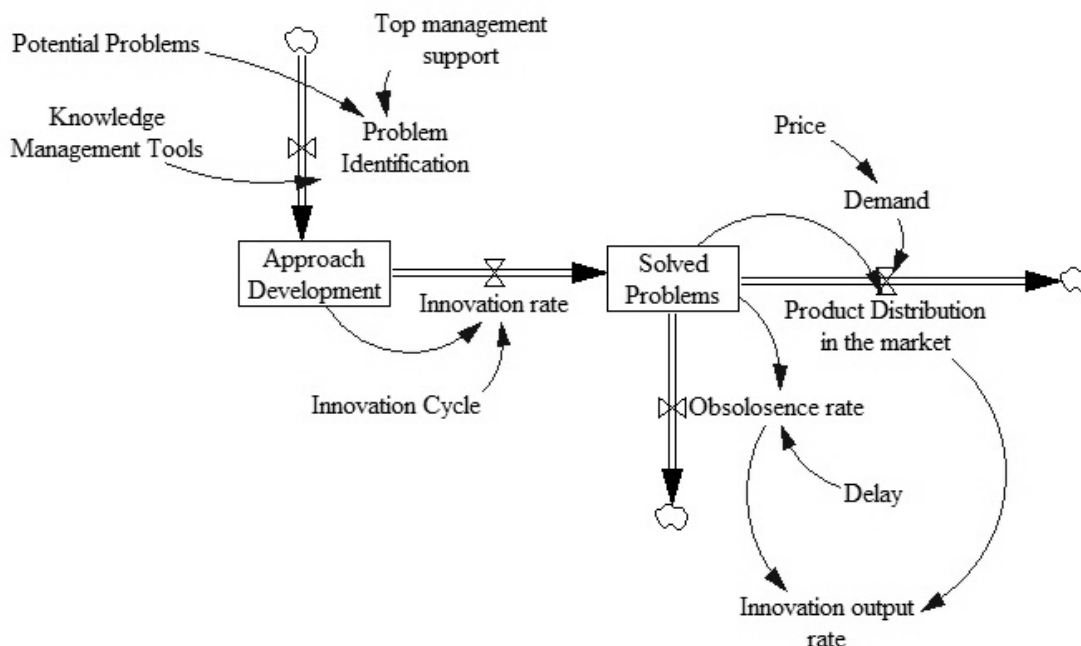 Top management
support
Potential Problems
Knowledge
Management Tools
Problem
Identification
Price
Demand
Approach
Development
Innovation rate
Solved
Problems
Product Distribution
in the market
Innovation Cycle
Obsolosence rate
Delay
Innovation output
rate